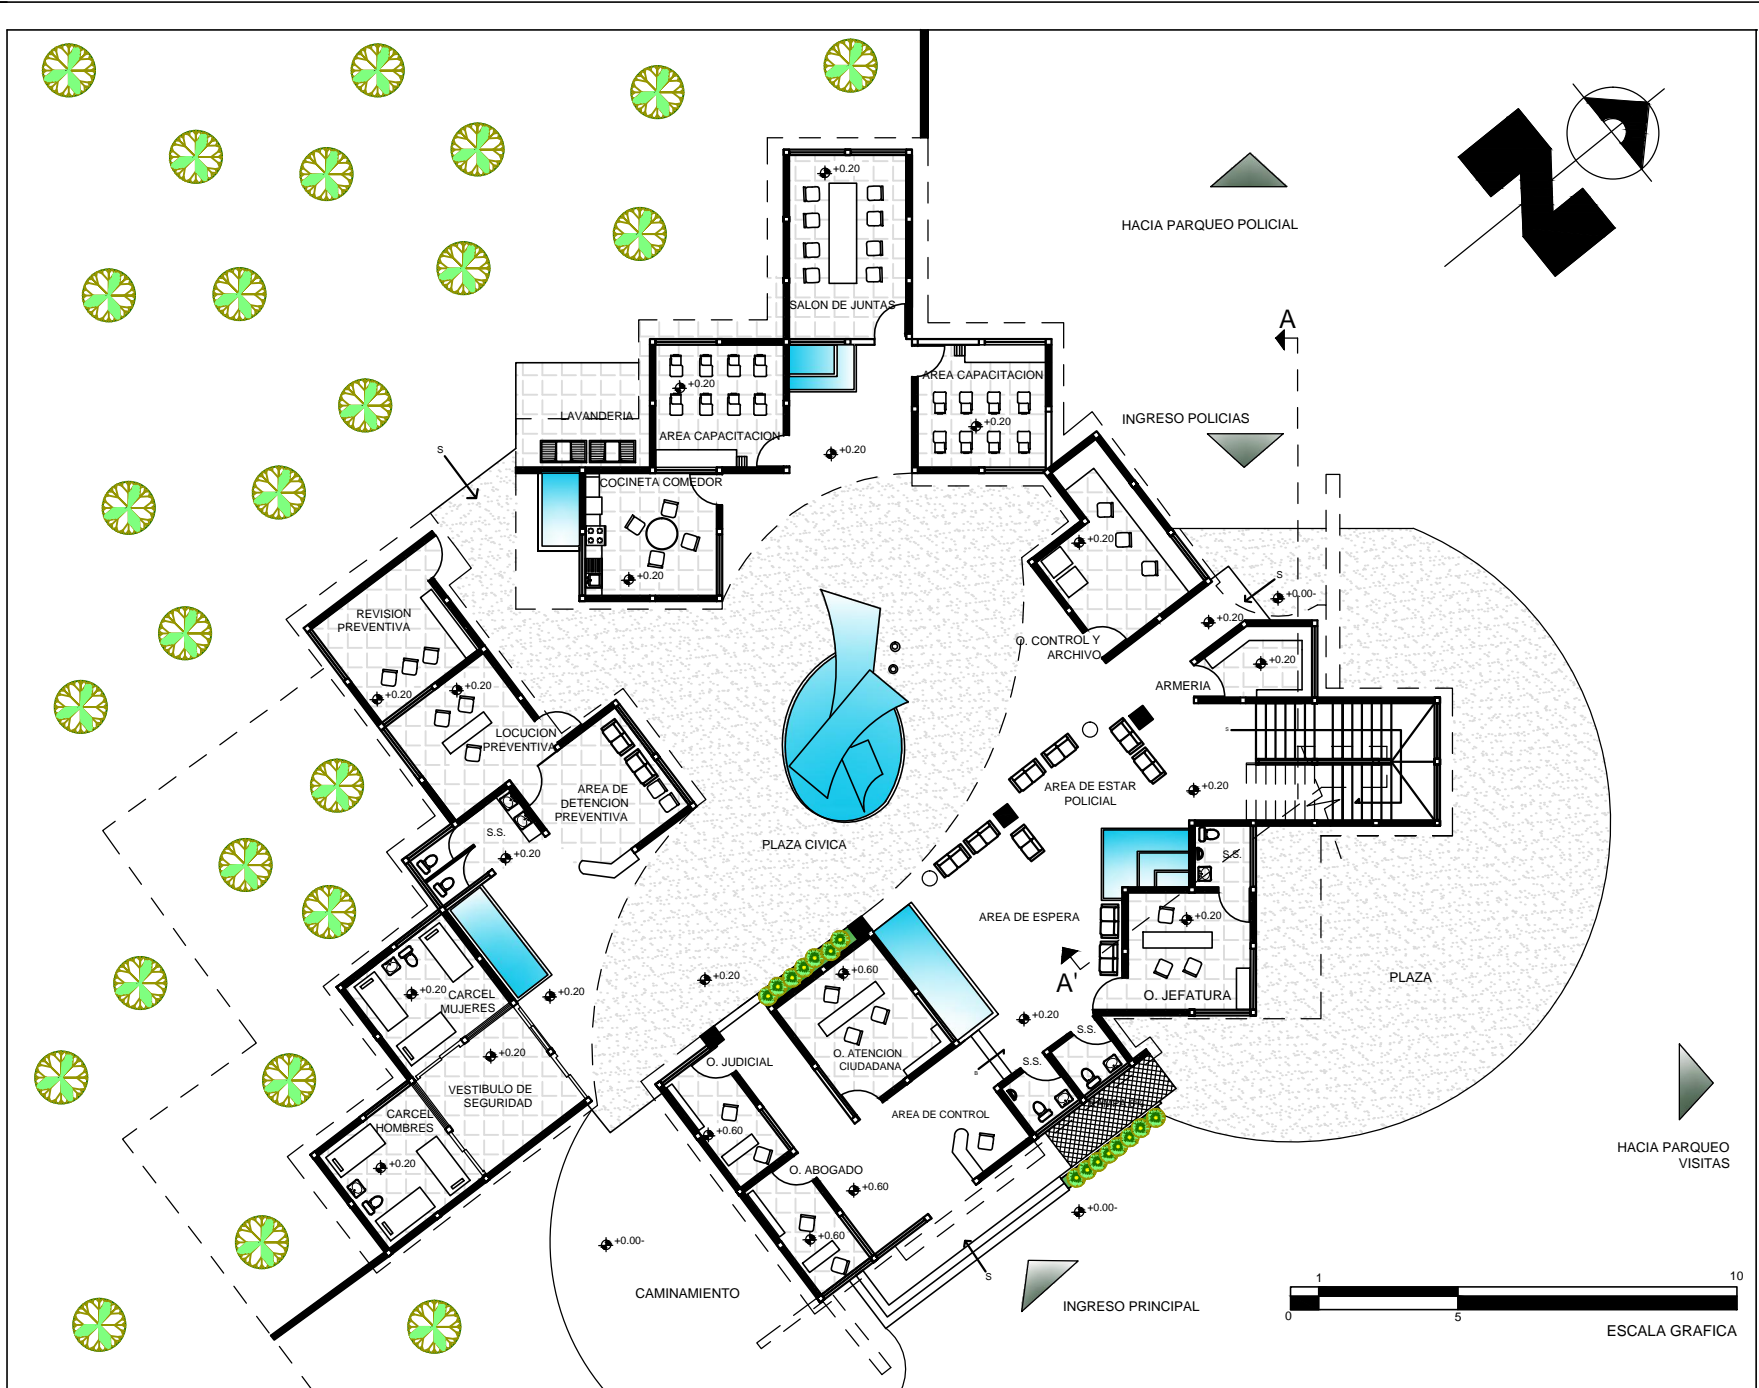 +0.20
HACIA PARQUEO POLICIAL
SALON DE JUNTAS
A
AREA CAPACITACION
+0.20
LAVANDERIA
INGRESO POLICIAS
AREA CAPACITACION
+0.20
+0.20
S
COCINETA COMEDOR
+0.20
+0.20
S
+0.00-
REVISION
PREVENTIVA
+0.20
O. CONTROL Y
ARCHIVO
+0.20
ARMERIA
+0.20
+0.20
LOCUCION
PREVENTIVA
S
AREA DE
DETENCION
PREVENTIVA
AREA DE ESTAR
POLICIAL
+0.20
S.S.
+0.20
PLAZA CIVICA
S.S.
AREA DE ESPERA
+0.20
+0.20
CARCEL
MUJERES
+0.20
+0.20
+0.60
A'
O. JEFATURA
PLAZA
+0.20
S.S.
+0.20
O. JUDICIAL
O. ATENCION
CIUDADANA
S.S.
S
VESTIBULO DE
SEGURIDAD
CARCEL
HOMBRES
AREA DE CONTROL
+0.60
+0.20
O. ABOGADO
+0.60
HACIA PARQUEO
VISITAS
+0.00-
+0.60
+0.00-
S
CAMINAMIENTO
INGRESO PRINCIPAL
1
10
0
5
ESCALA GRAFICA